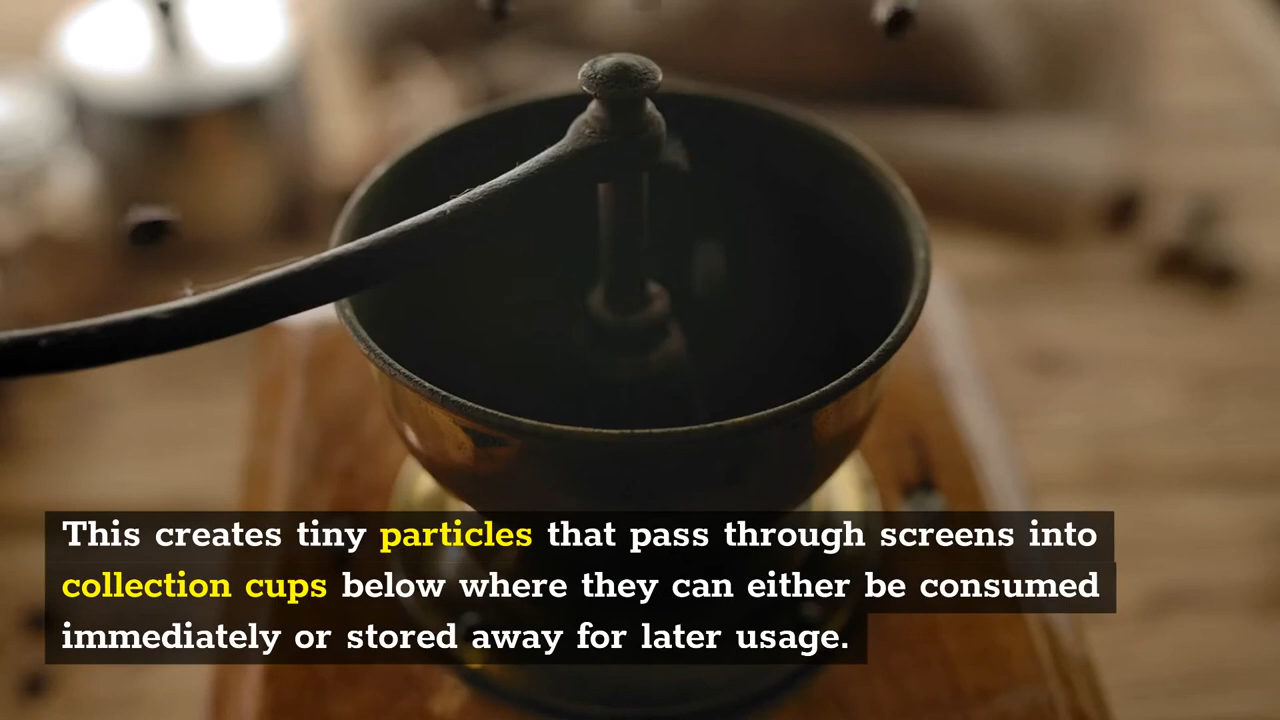 This creates tiny particles that pass through screens into
collection cups below where they can either be consumed
immediately or stored away for later usage.